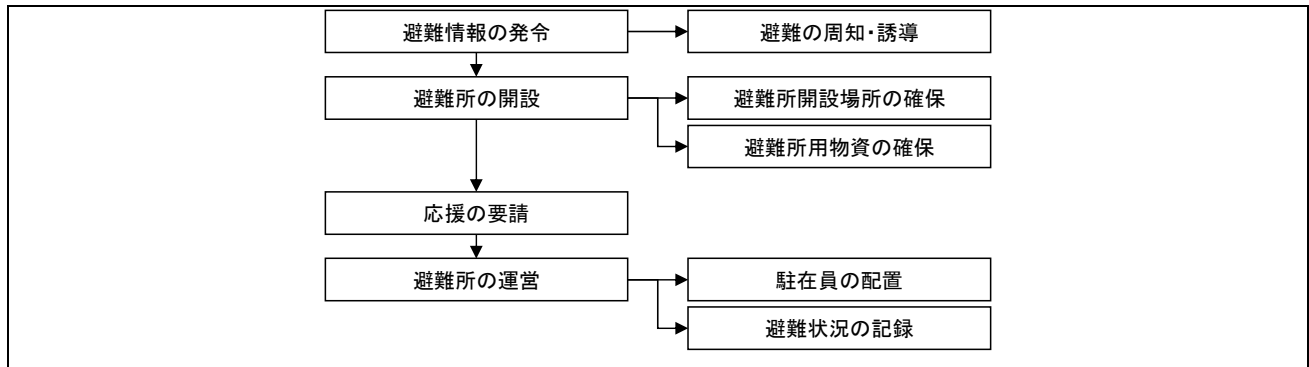 避難情報の発令
避難の周知・誘導
避難所の開設
避難所開設場所の確保
避難所用物資の確保
応援の要請
避難所の運営
駐在員の配置
避難状況の記録